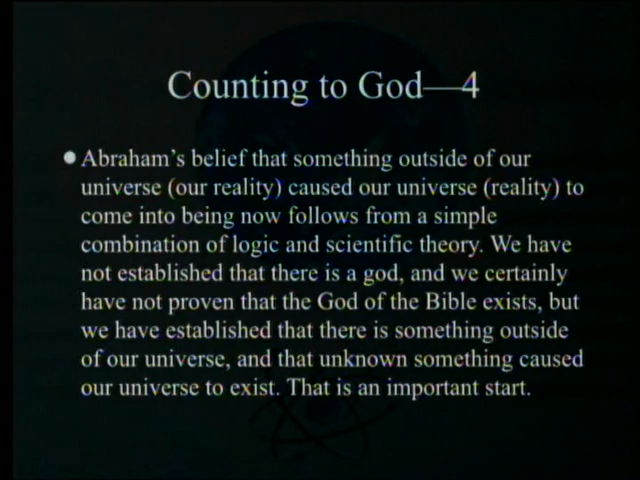 Counting to God—4
Abraham's belief that something outside of our
universe (our reality) caused our universe (reality) to
come into being now follows from a simple
combination of logic and scientific theory. We have
not established that there is a god, and we certainly
have not proven that the God of the Bible exists, but
we have established that there is something outside
of our universe, and that unknown something caused
our universe to exist. That is an important start.